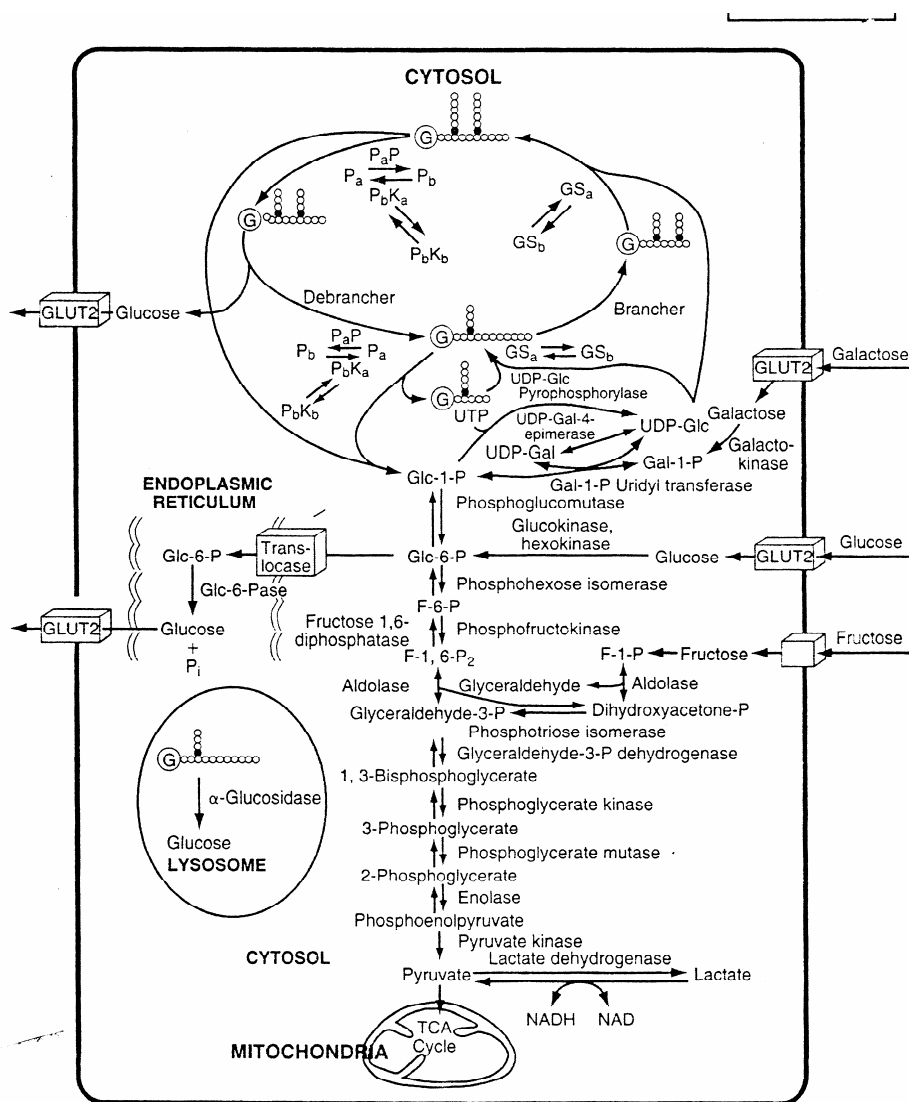 CYTOSOL
G
PaP
Pa
Pb
PbKa
PbKb
GSa
GSb
G
G
GLUT2
Glucose
Debrancher
Brancher
G
PaP
Pb
Pa
PbKa
PbKb
GSa
GSb
G
UTP
UDP-Glc
Pyrophosphorylase
GLUT2
Galactose
UDP-Gal-4-
epimerase
UDP-Glc
Galactose
UDP-Gal
Gal-1-P
Galacto-
kinase
Glc-1-P
Gal-1-P Uridyl transferase
ENDOPLASMIC
RETICULUM
Phosphoglucomutase
Glc-6-P
Trans-
locase
Glc-6-P
Glucokinase,
hexokinase
Glucose
GLUT2
Glucose
Glc-6-Pase
Phosphohexose isomerase
GLUT2
Glucose
+
Pi
Fructose 1,6-
diphosphatase
F-6-P
Phosphofructokinase
F-1, 6-P2
F-1-P
Fructose
Fructose
Aldolase
Glyceraldehyde
Aldolase
Glyceraldehyde-3-P
Dihydroxyacetone-P
Phosphotriose isomerase
Glyceraldehyde-3-P dehydrogenase
1, 3-Bisphosphoglycerate
Phosphoglycerate kinase
3-Phosphoglycerate
Phosphoglycerate mutase
2-Phosphoglycerate
Enolase
Phosphoenolpyruvate
Pyruvate kinase
G
α-Glucosidase
Glucose
LYSOSOME
CYTOSOL
Lactate dehydrogenase
Pyruvate
Lactate
NADH
NAD
TCA
Cycle
MITOCHONDRIA